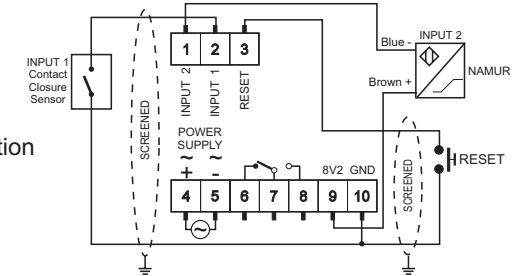 INPUT 1
Contact
Closure
Sensor
tion
SCREENED
1 2 3
INPUT 2
INPUT 1
RESET
POWER
SUPPLY
~ ~
+ -
8V2 GND
4 5 6 7 8 9 10
~
Blue -
INPUT 2
NAMUR
Brown +
SCREENED
RESET